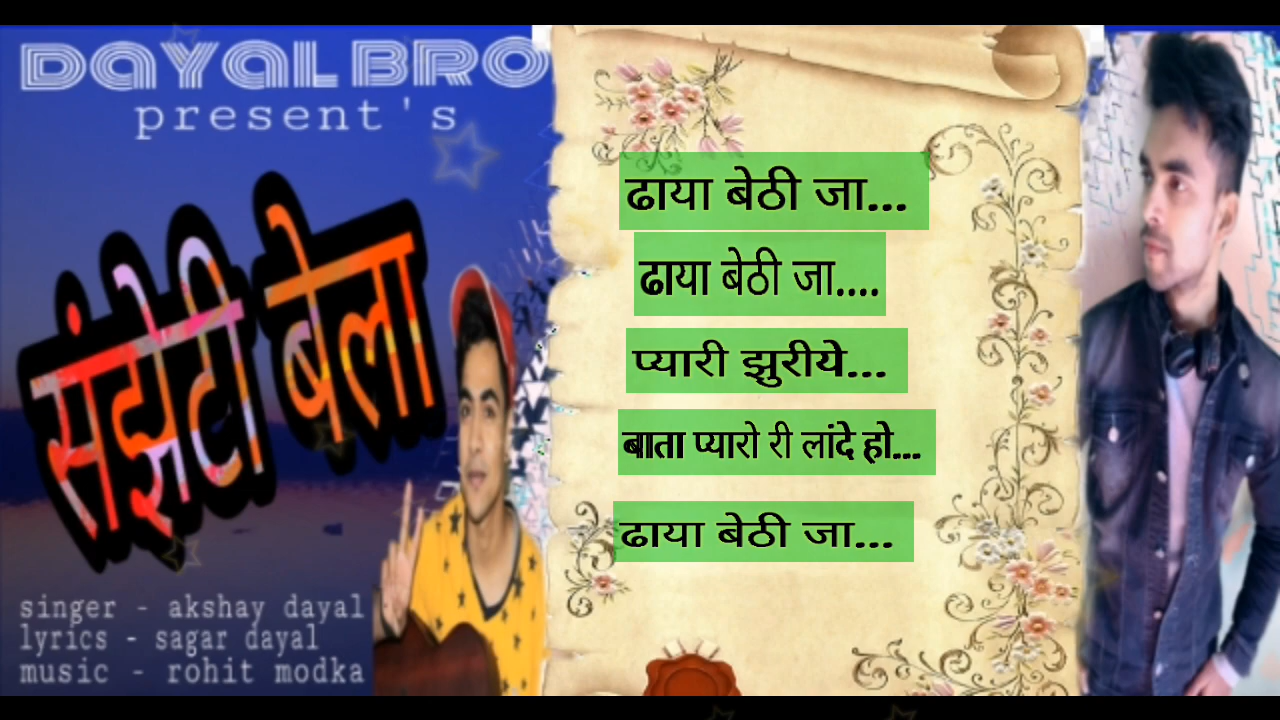 DAYAL BRO
present's
संझेटी बेला
singer - akshay dayal
lyrics - sagar dayal
music - rohit modka
ढाया बेठी जा...
ढाया बेठी जा....
प्यारी झुरीये...
बाता प्यारो री लांदे हो...
ढाया बेठी जा...